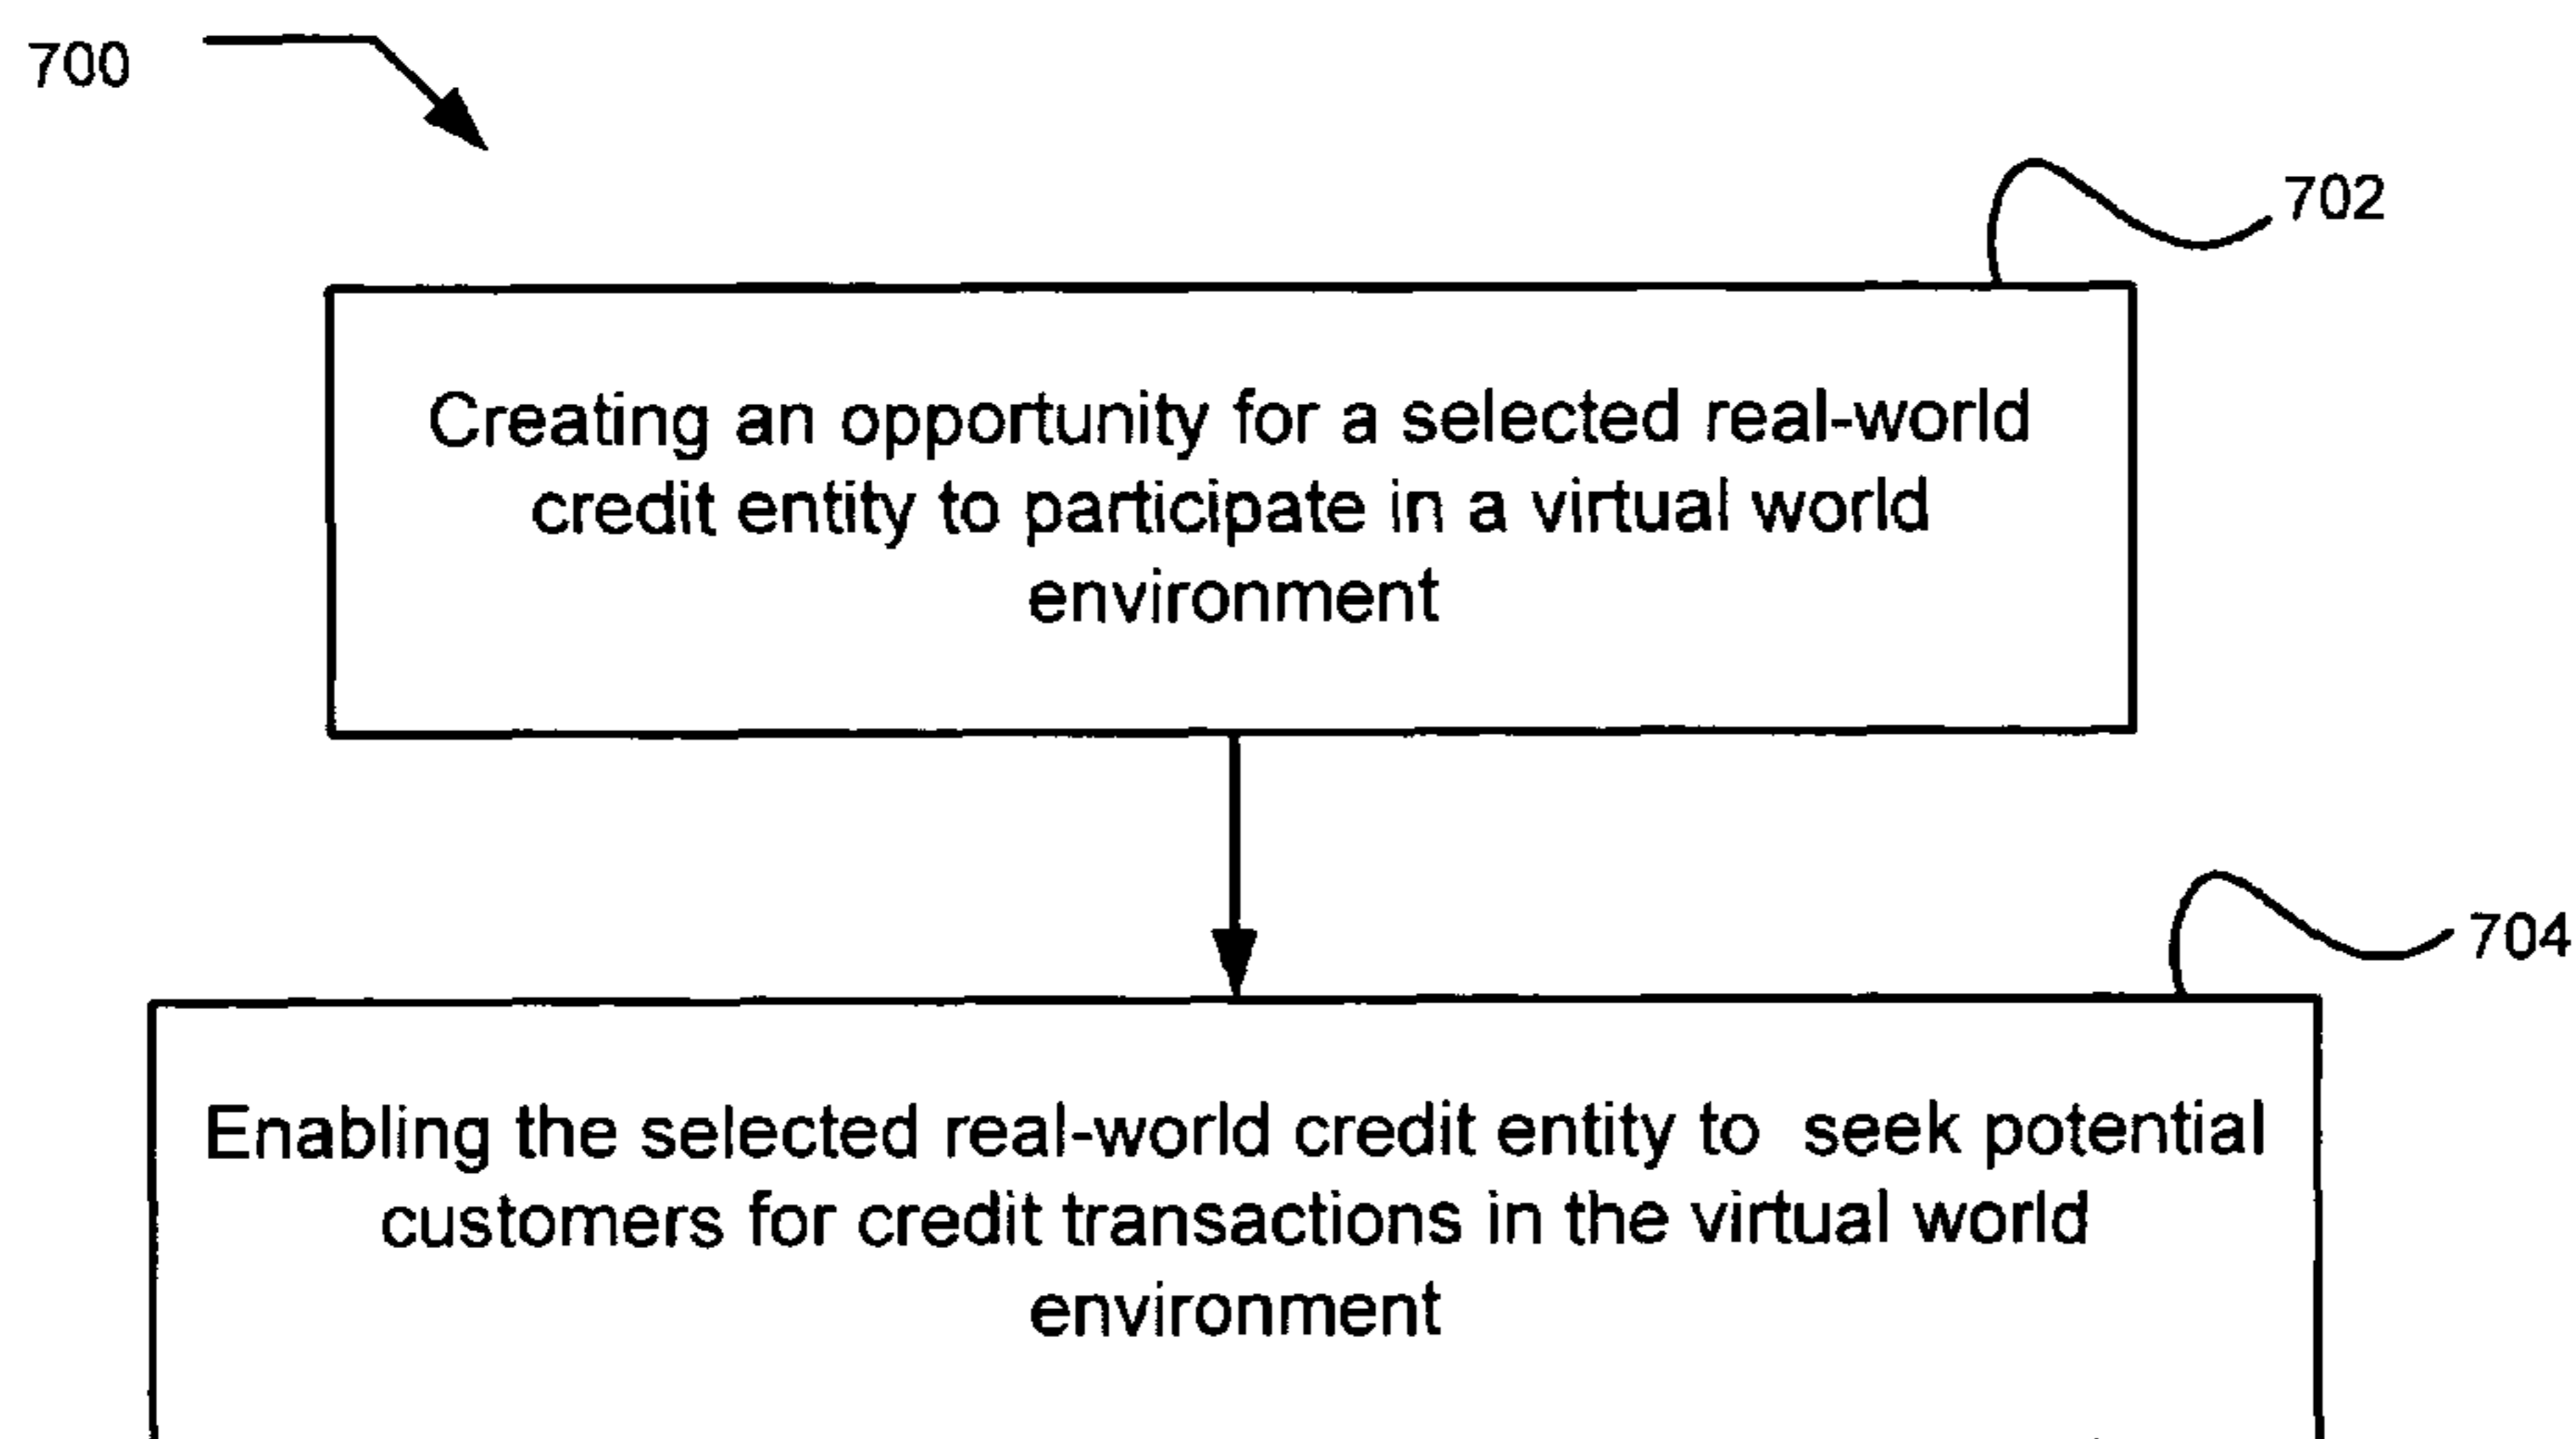 700
702
Creating an opportunity for a selected real-world
credit entity to participate in a virtual world
environment
704
Enabling the selected real-world credit entity to  seek potential
customers for credit transactions in the virtual world
environment